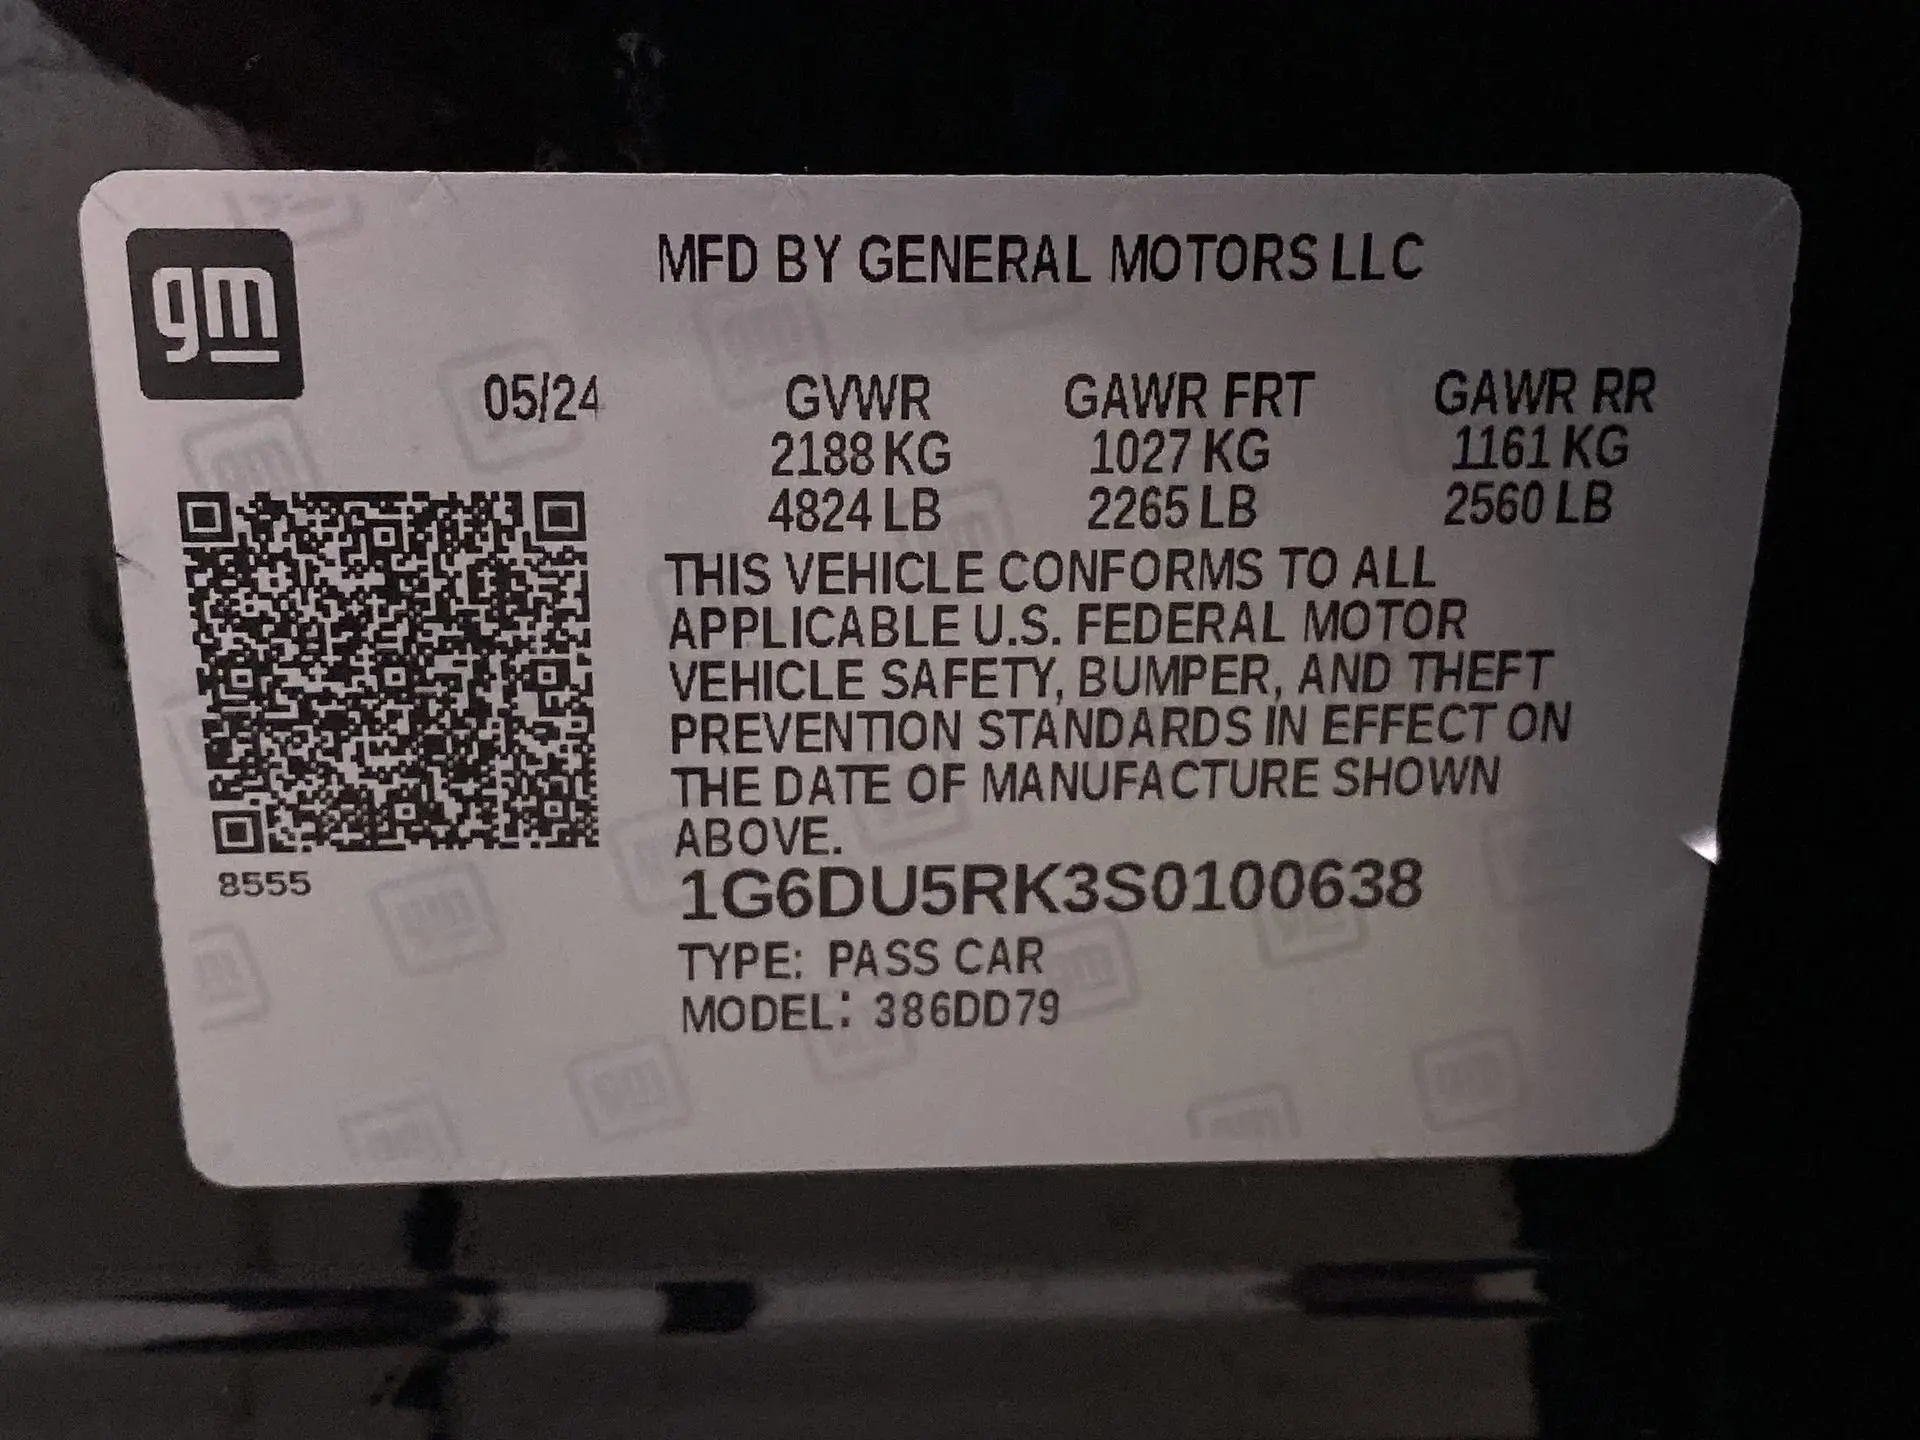 gm
MFD BY GENERAL MOTORS LLC
05/24 GVWR GAWR FRT GAWR RR
2188 KG 1027 KG 1161 KG
4824 LB 2265 LB 2560 LB
THIS VEHICLE CONFORMS TO ALL
APPLICABLE U.S. FEDERAL MOTOR
VEHICLE SAFETY, BUMPER, AND THEFT
PREVENTION STANDARDS IN EFFECT ON
THE DATE OF MANUFACTURE SHOWN
ABOVE.
8555
1G6DU5RK3S0100638
TYPE: PASS CAR
MODEL: 386DD79